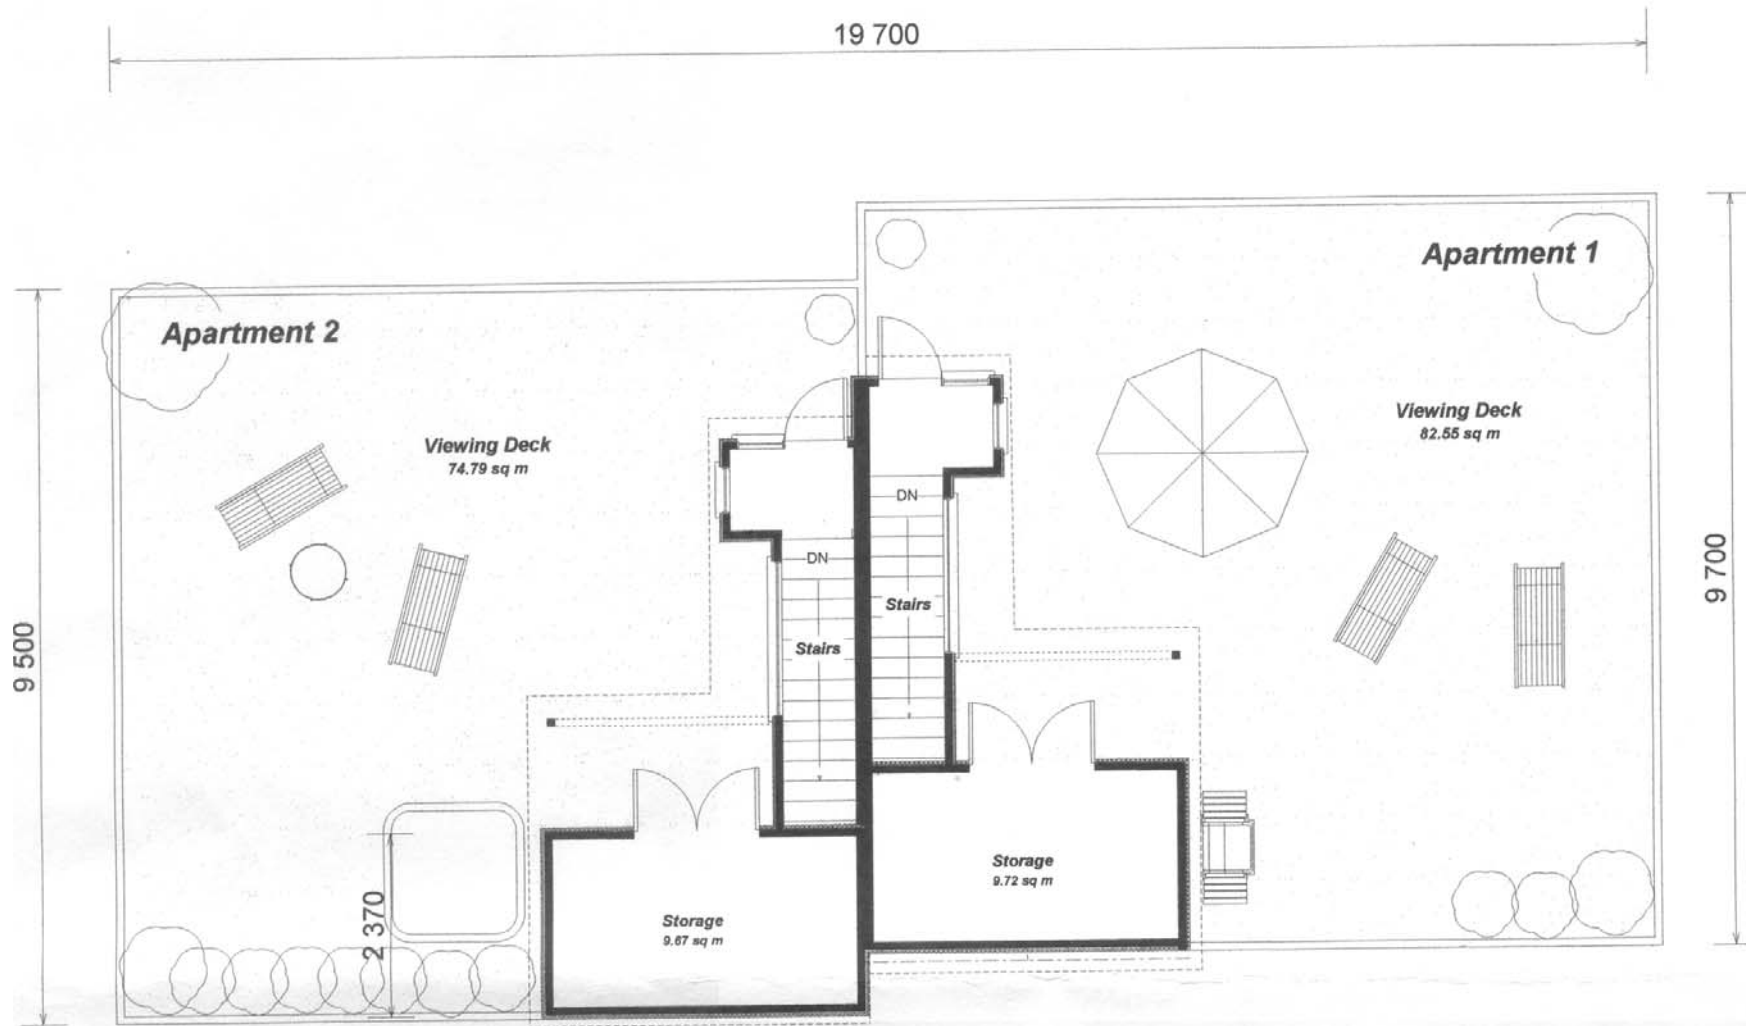 19 700
Apartment 1
Apartment 2
Viewing Deck
82.55 sq m
Viewing Deck
74.79 sq m
DN
DN
9 700
Stairs
Stairs
9 500
Storage
9.72 sq m
2 370
Storage
9.67 sq m